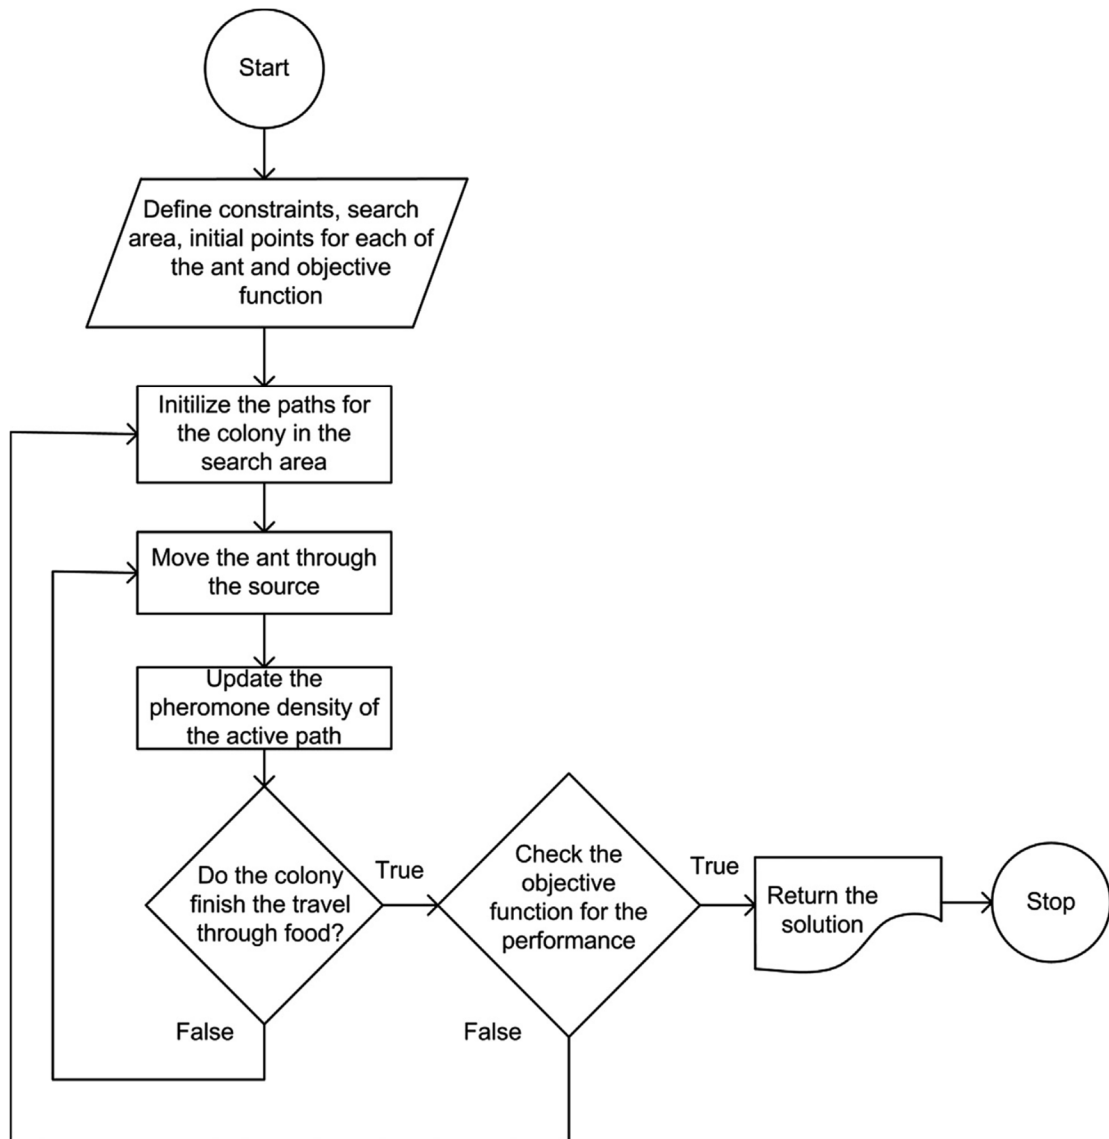 Start
Define constraints, search
area, initial points for each of
the ant and objective
function
Initilize the paths for
the colony in the
search area
Move the ant through
the source
Update the
pheromone density of
the active path
Do the colony
finish the travel
through food?
True
False
Check the
objective
function for the
performance
True
False
Return the
solution
Stop